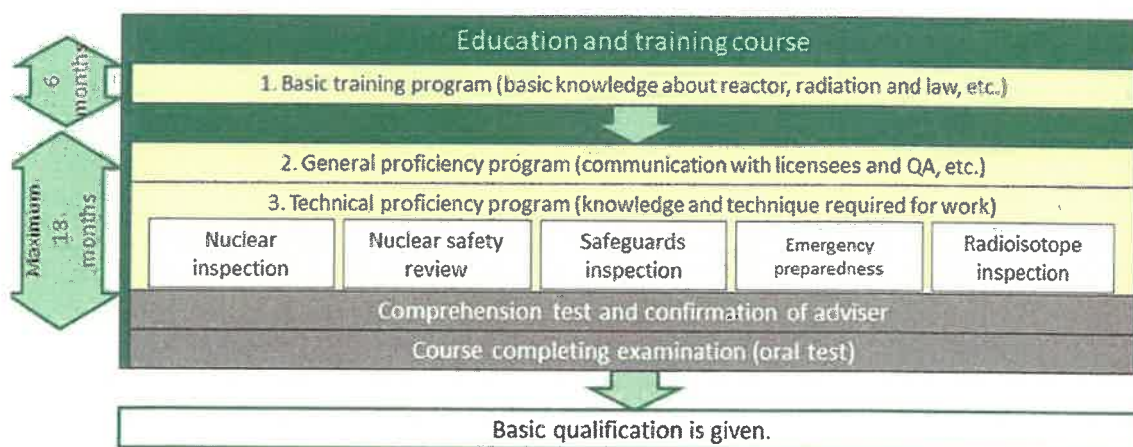 Education and training course
6
months
1. Basic training program (basic knowledge about reactor, radiation and law, etc.)
Maximum
18
months
2. General proficiency program (communication with licensees and QA, etc.)
3. Technical proficiency program (knowledge and technique required for work)
Nuclear
inspection
Nuclear safety
review
Safeguards
inspection
Emergency
preparedness
Radioisotope
inspection
Comprehension test and confirmation of adviser
Course completing examination (oral test)
Basic qualification is given.